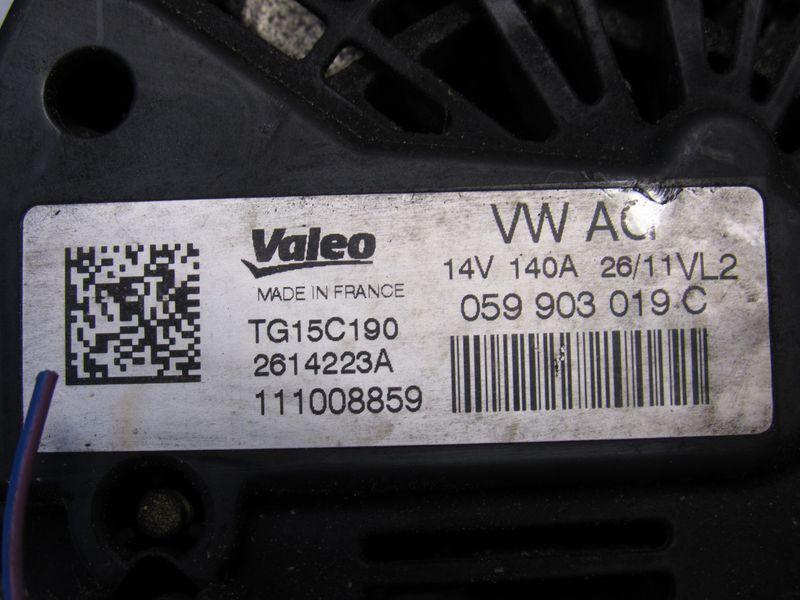 Valeo
MADE IN FRANCE
TG15C190
2614223A
111008859
VW AG
14V 140A 26/11VL2
059 903 019 C